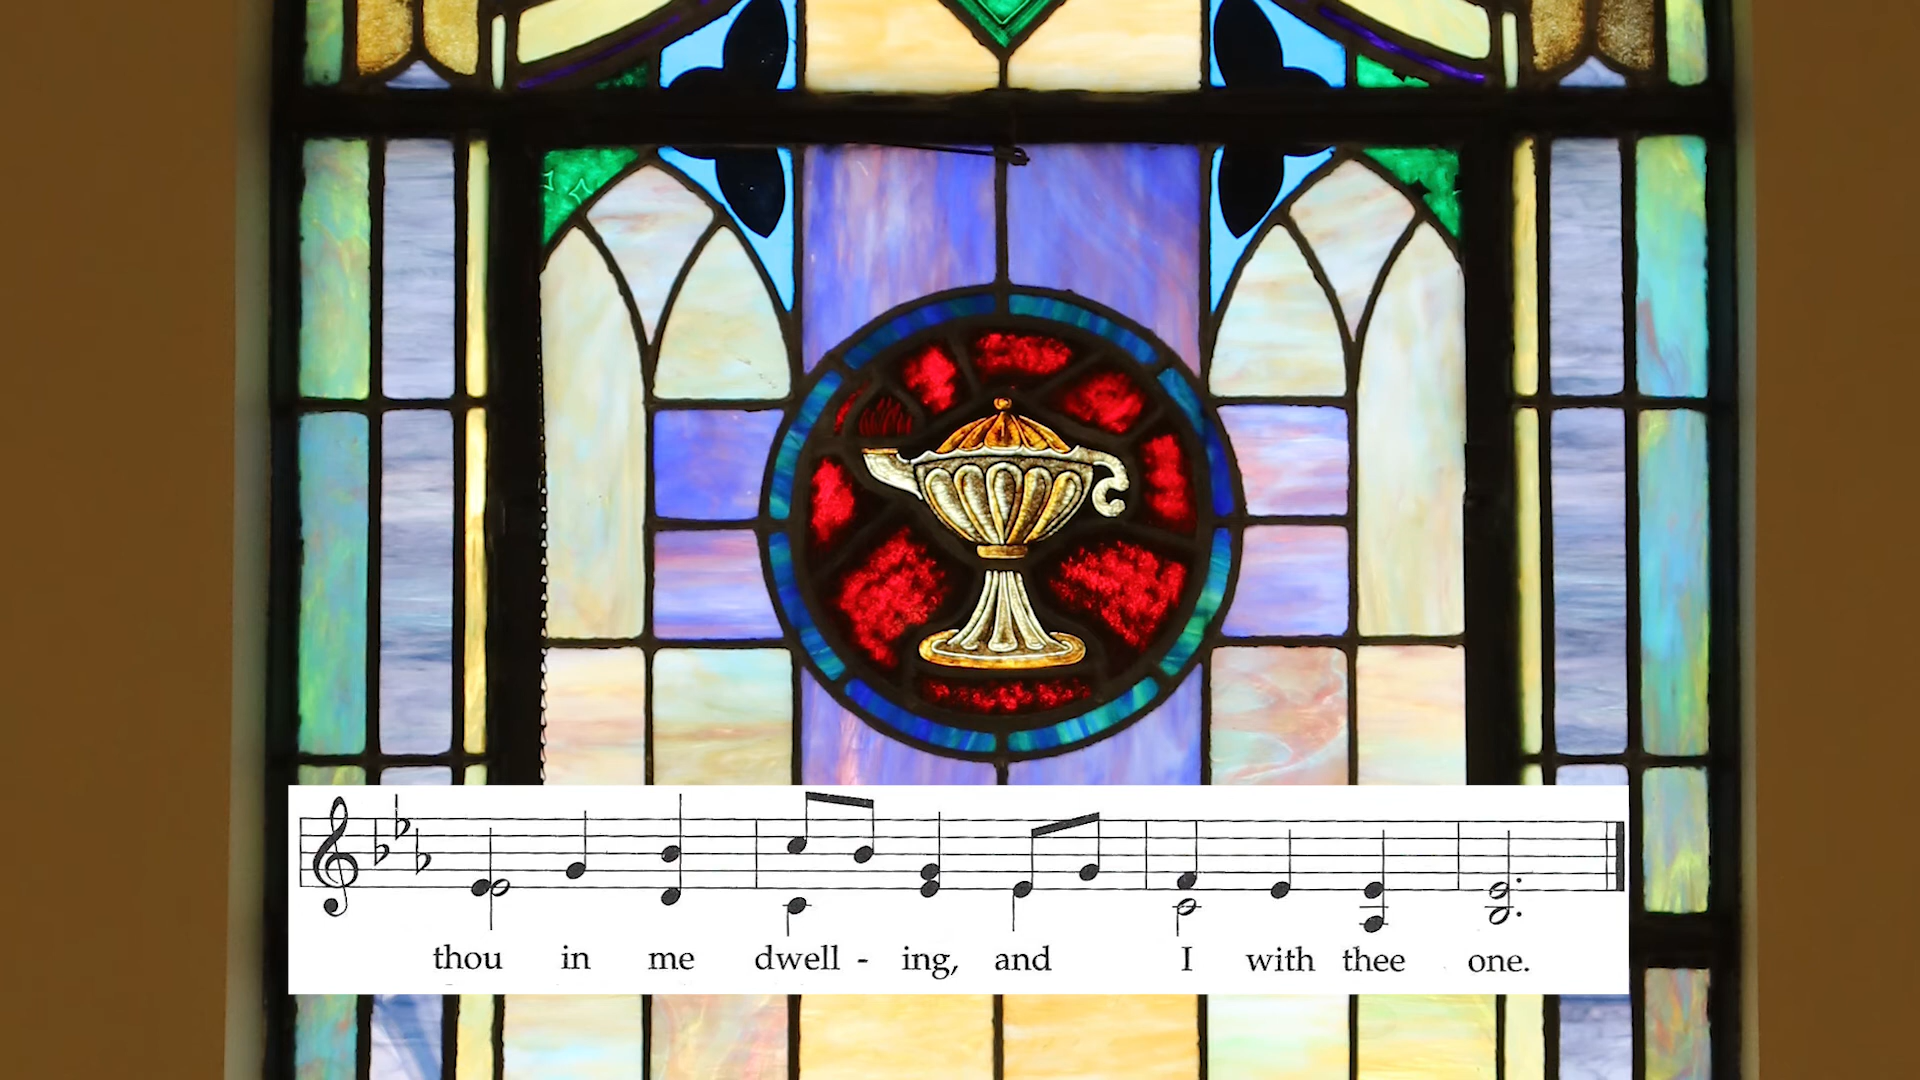 thou in me dwell - ing, and I with thee one.